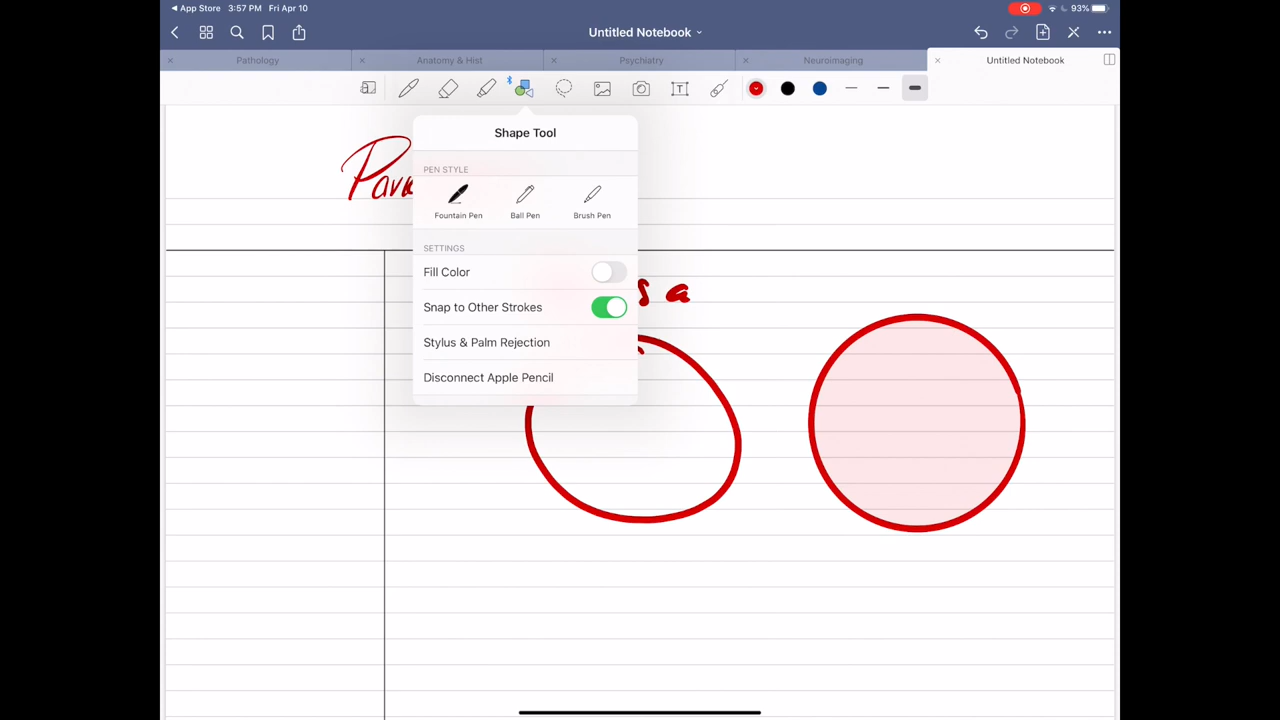 App Store 3:57 PM Fri Apr 10 93%
Untitled Notebook
Pathology Anatomy & Hist Psychiatry Neuroimaging Untitled Notebook
Shape Tool
PEN STYLE
Fountain Pen Ball Pen Brush Pen
SETTINGS
Fill Color
Snap to Other Strokes
s a
Stylus & Palm Rejection
Disconnect Apple Pencil